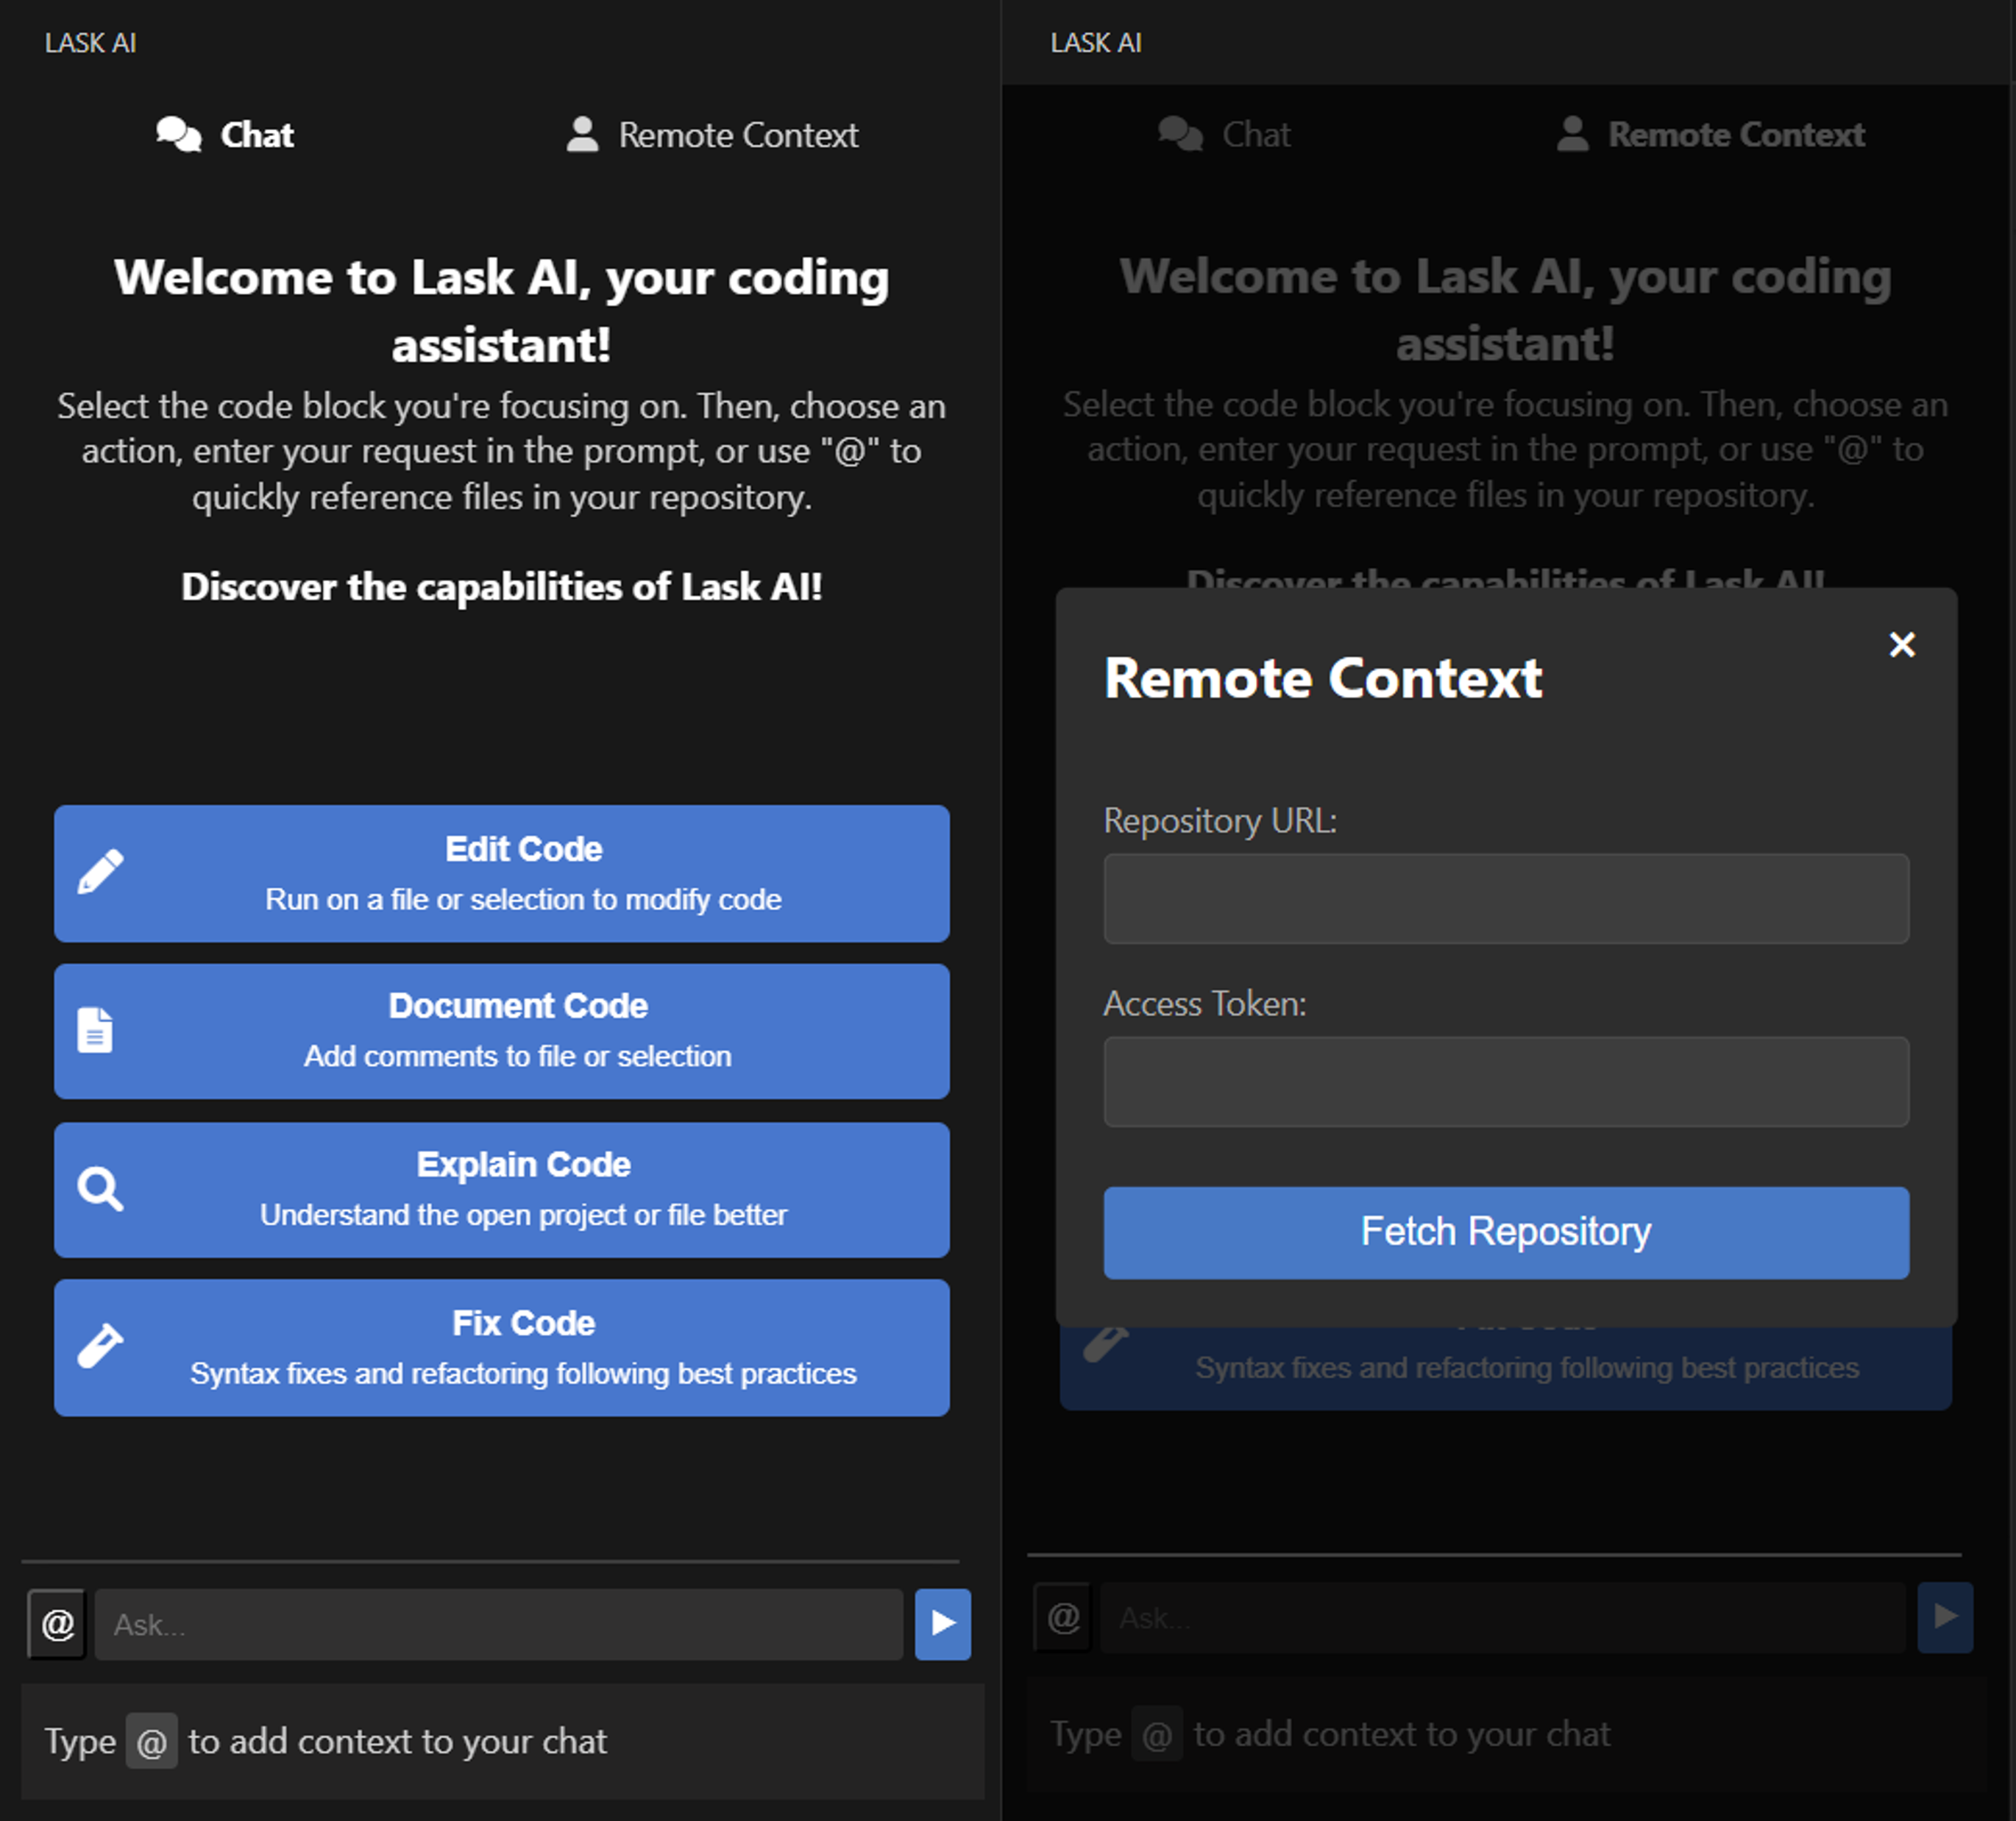 LASK AI
Chat
Remote Context
Welcome to Lask AI, your coding
assistant!
Select the code block you're focusing on. Then, choose an
action, enter your request in the prompt, or use "@" to
quickly reference files in your repository.
Discover the capabilities of Lask AI!
Edit Code
Run on a file or selection to modify code
Document Code
Add comments to file or selection
Explain Code
Understand the open project or file better
Fix Code
Syntax fixes and refactoring following best practices
@ Ask...
Type @ to add context to your chat
LASK AI
Chat
Remote Context
Welcome to Lask AI, your coding
assistant!
Select the code block you're focusing on. Then, choose an
action, enter your request in the prompt, or use "@" to
quickly reference files in your repository.
Discover the capabilities of Lask AI!
Remote Context
Repository URL:
Access Token:
Fetch Repository
Syntax fixes and refactoring following best practices
@ Ask...
Type @ to add context to your chat